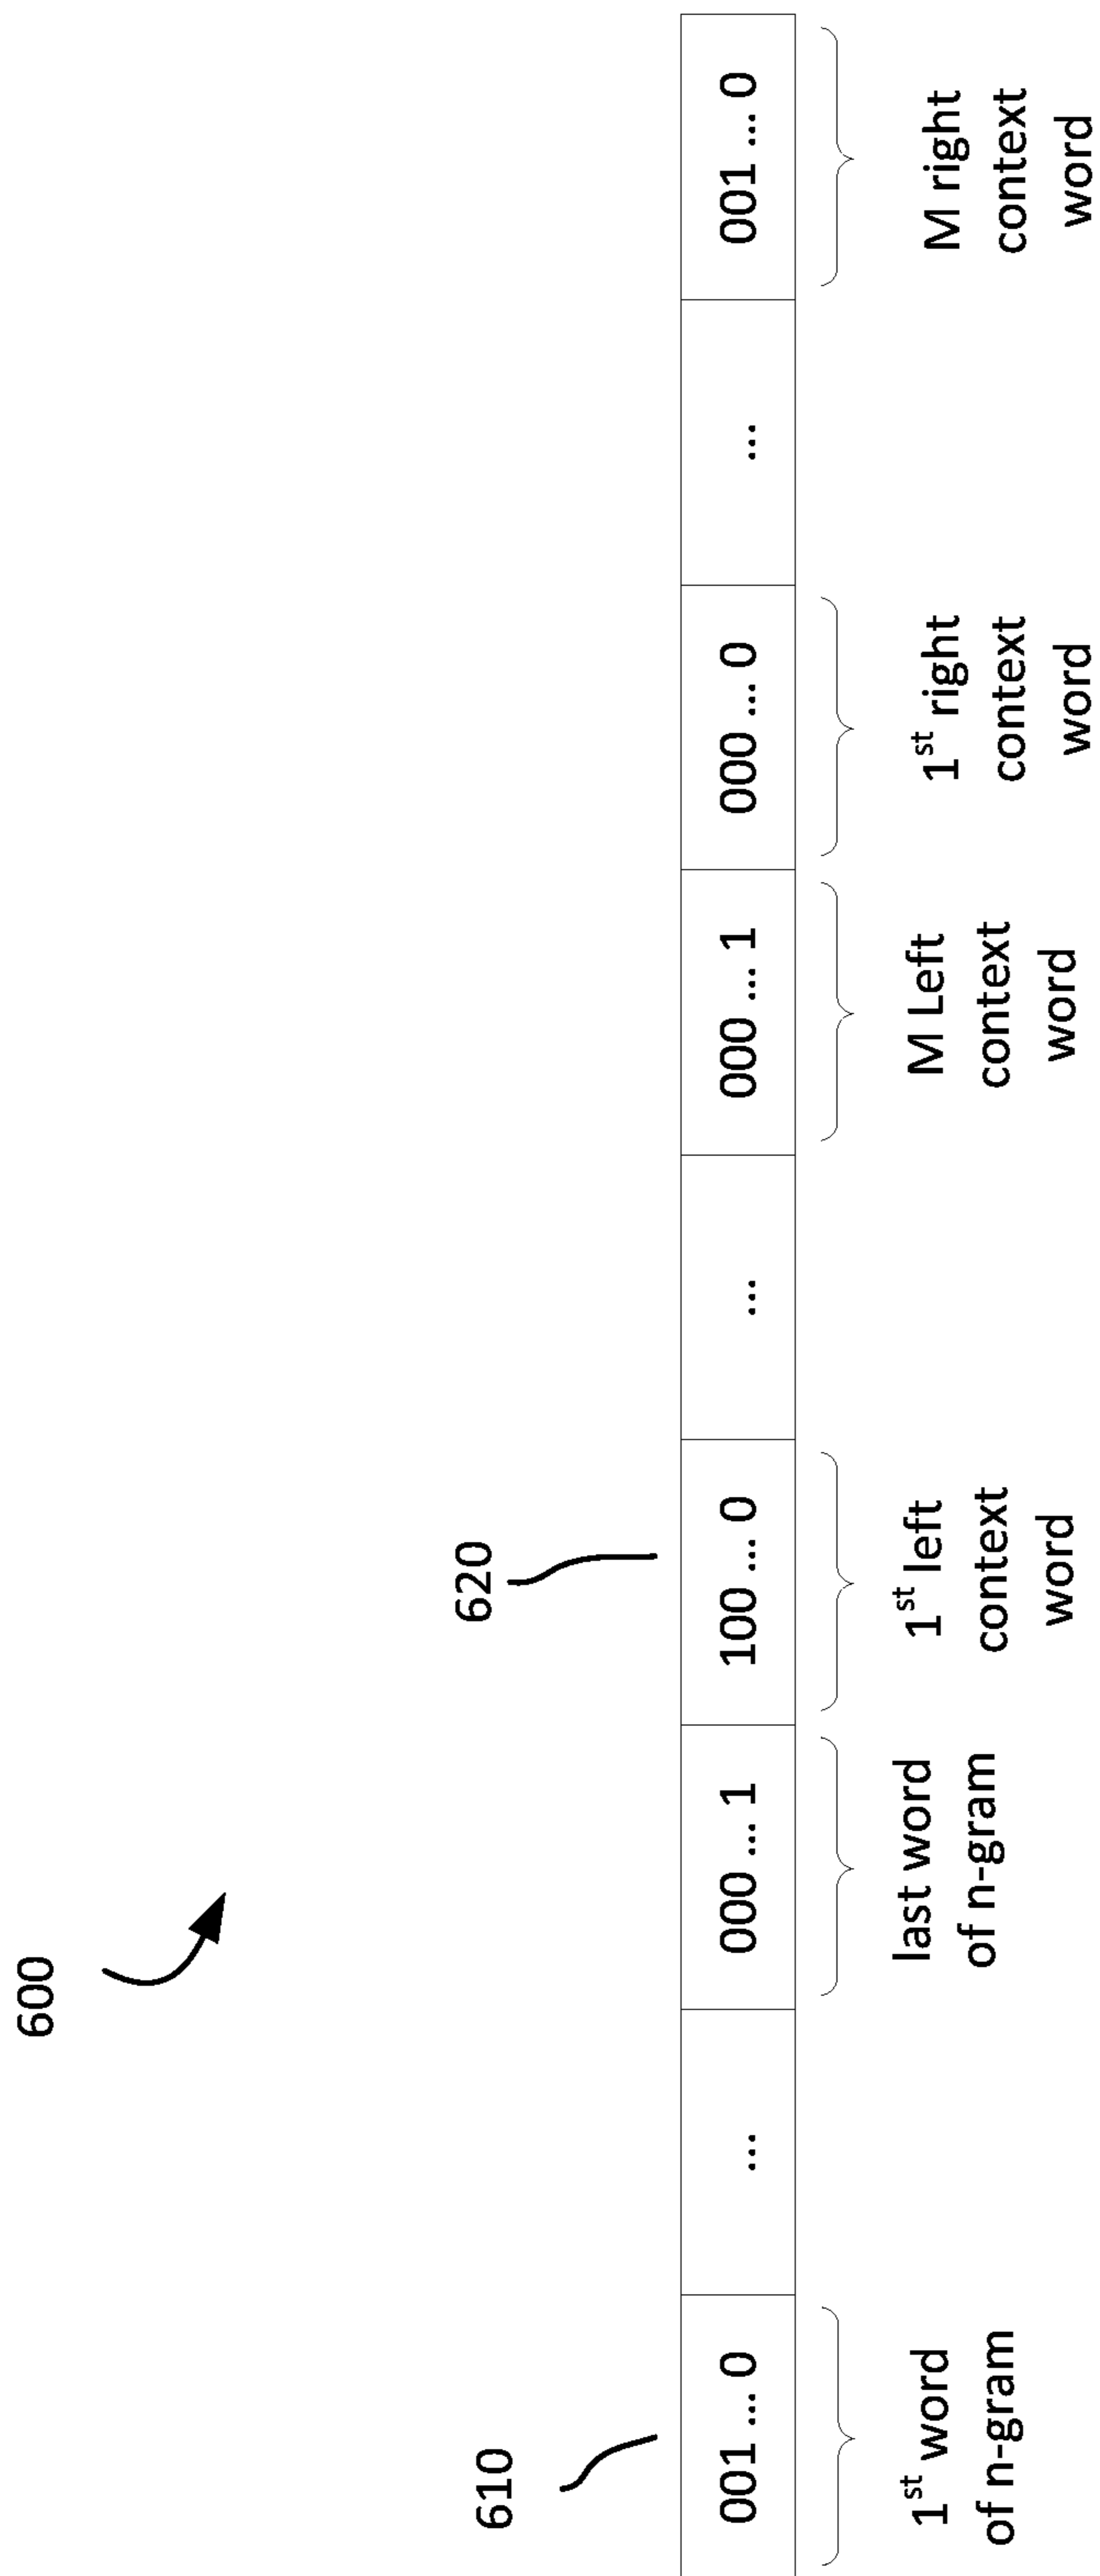 600
610
620
001 ... 0
...
000 ... 1
100 ... 0
...
000 ... 1
000 ... 0
...
001 ... 0
1st word
of n-gram
last word
of n-gram
1st left
context
word
M Left
context
word
1st right
context
word
M right
context
word